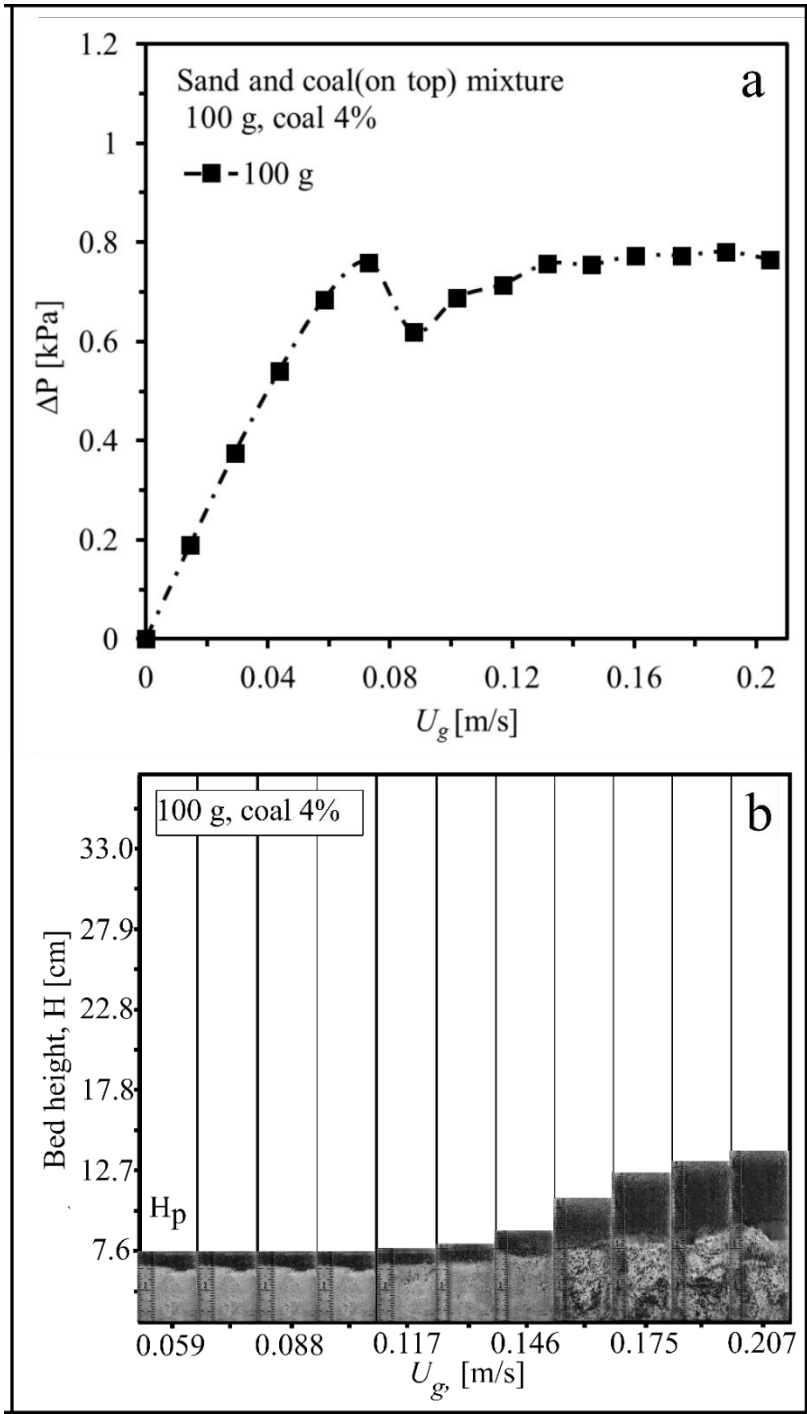 a
Sand and coal(on top) mixture
100 g, coal 4%
100 g
1.2
1
0.8
0.6
0.4
0.2
0
ΔP [kPa]
0 0.04 0.08 0.12 0.16 0.2
Ug [m/s]
b
100 g, coal 4%
33.0
27.9
22.8
17.8
12.7
7.6
Bed height, H [cm]
Hp
0.059 0.088 0.117 0.146 0.175 0.207
Ug, [m/s]